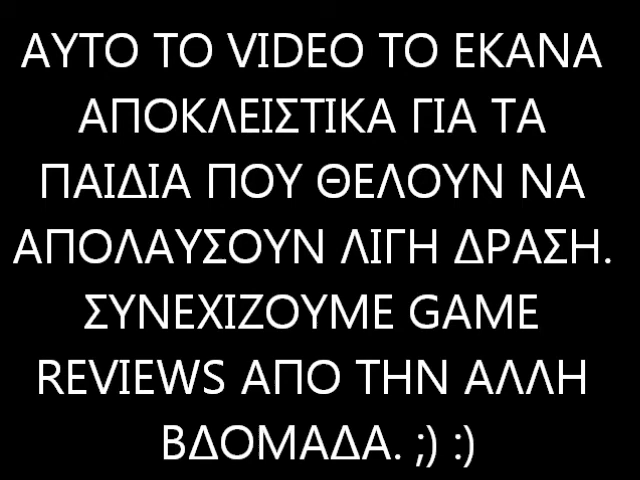 ΑΥΤΟ ΤΟ VIDEO ΤΟ ΕΚΑΝΑ
ΑΠΟΚΛΕΙΣΤΙΚΑ ΓΙΑ ΤΑ
ΠΑΙΔΙΑ ΠΟΥ ΘΕΛΟΥΝ ΝΑ
ΑΠΟΛΑΥΣΟΥΝ ΛΙΓΗ ΔΡΑΣΗ.
ΣΥΝΕΧΙΖΟΥΜΕ GAME
REVIEWS ΑΠΟ ΤΗΝ ΑΛΛΗ
ΒΔΟΜΑΔΑ. ;) :)